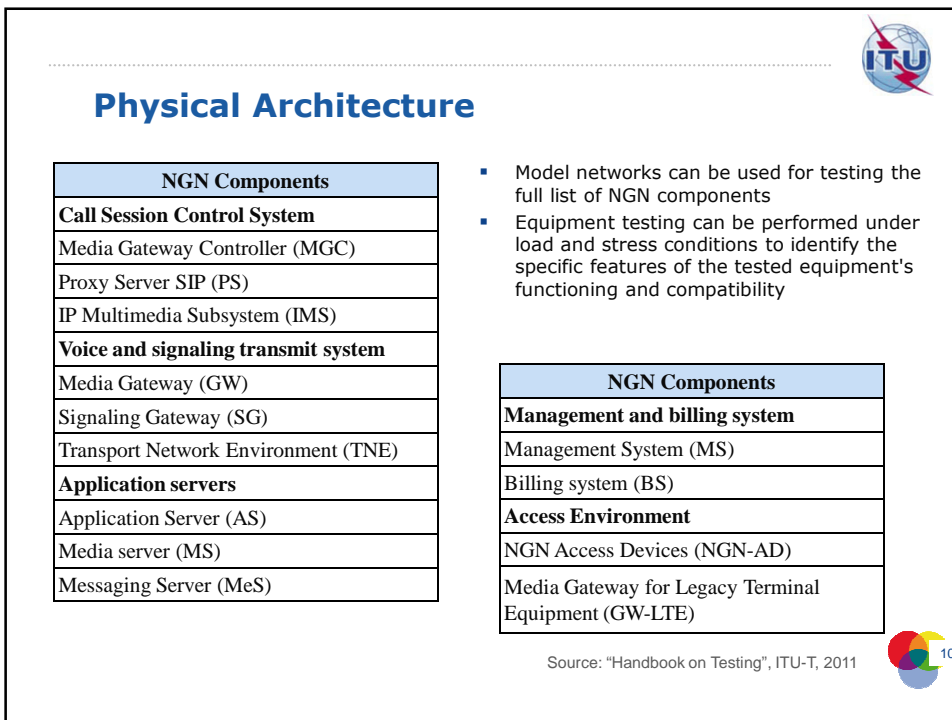 ITU
Physical Architecture
NGN Components
Call Session Control System
Media Gateway Controller (MGC)
Proxy Server SIP (PS)
IP Multimedia Subsystem (IMS)
Voice and signaling transmit system
Media Gateway (GW)
Signaling Gateway (SG)
Transport Network Environment (TNE)
Application servers
Application Server (AS)
Media server (MS)
Messaging Server (MeS)
▪ Model networks can be used for testing the
full list of NGN components
▪ Equipment testing can be performed under
load and stress conditions to identify the
specific features of the tested equipment's
functioning and compatibility
NGN Components
Management and billing system
Management System (MS)
Billing system (BS)
Access Environment
NGN Access Devices (NGN-AD)
Media Gateway for Legacy Terminal
Equipment (GW-LTE)
Source: “Handbook on Testing”, ITU-T, 2011
10